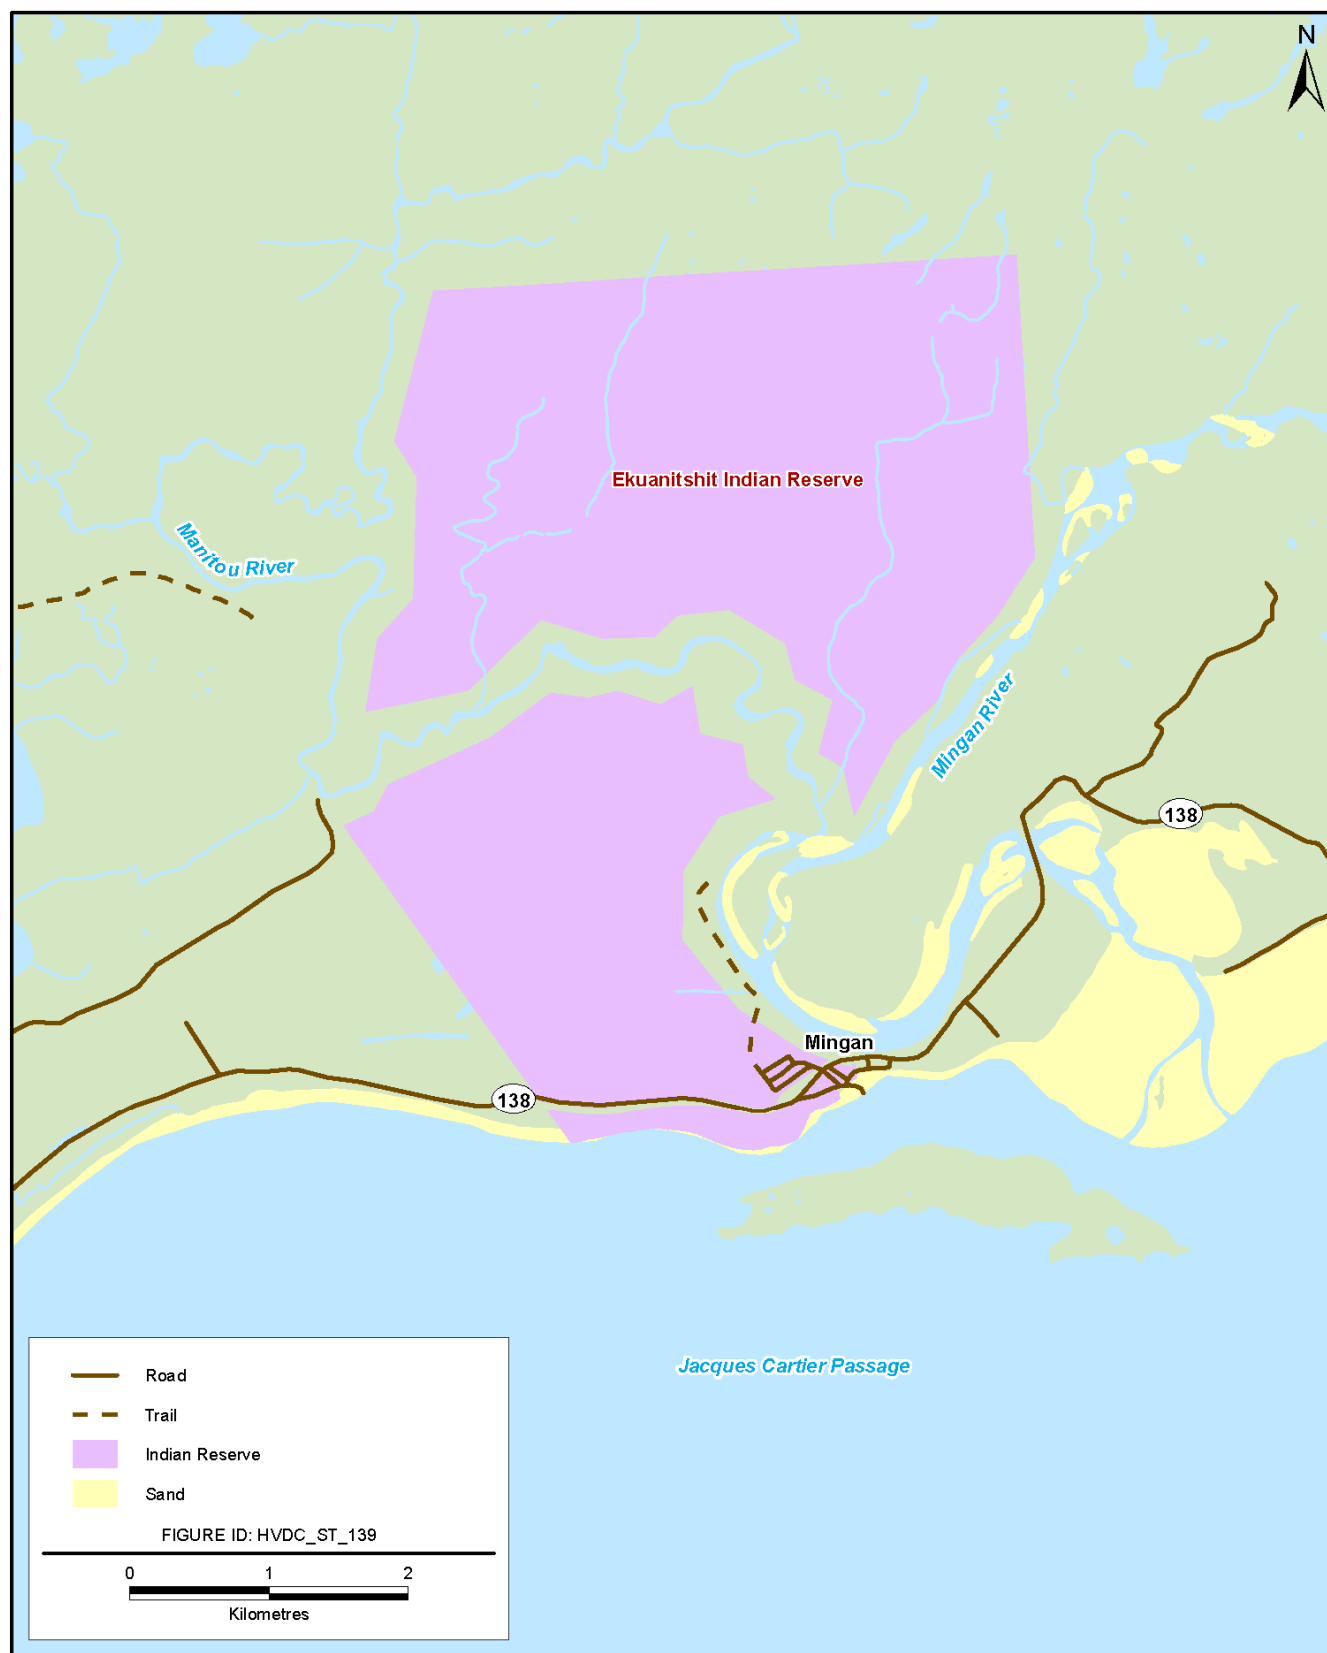 N
Ekuanitshit Indian Reserve
Manitou River
Mingan River
138
Mingan
138
Jacques Cartier Passage
Road
Trail
Indian Reserve
Sand
FIGURE ID: HVDC_ST_139
0 1 2
Kilometres